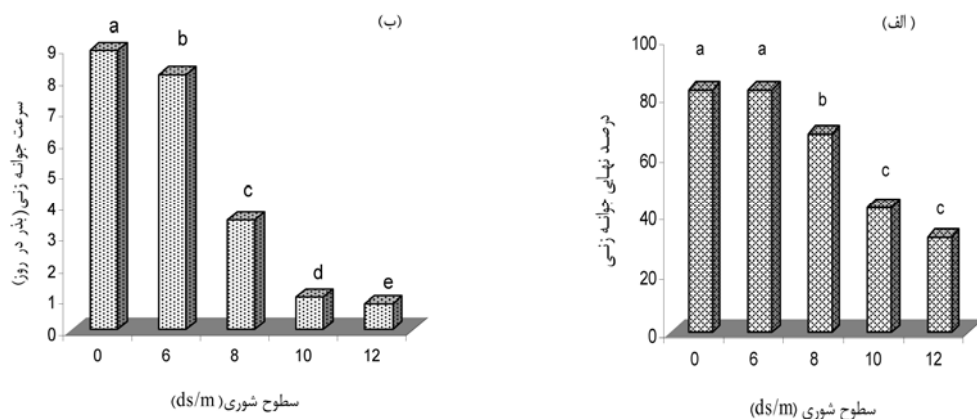 ( الف)
درصد نهایی جوانه زنی
100
80
60
40
20
0
a
a
b
c
c
0 6 8 10 12
سطوح شوری (ds/m)
(ب)
سرعت جوانه زنی(بذر در روز)
9
8
7
6
5
4
3
2
1
0
a
b
c
d
e
0 6 8 10 12
سطوح شوری( ds/m)